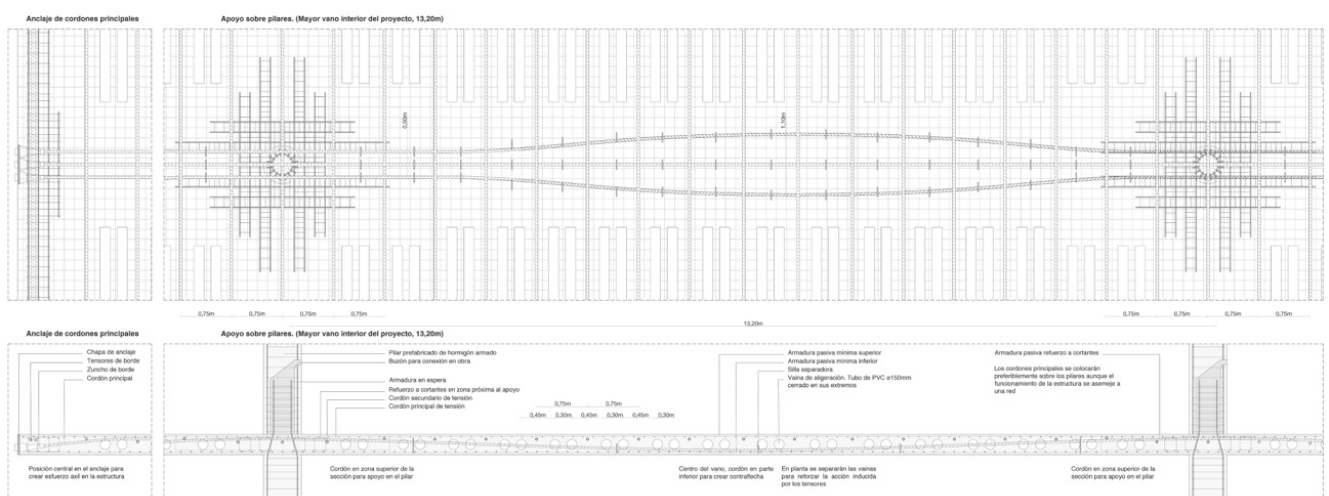 Anclaje de cordones principales
Apoyo sobre pilares. (Mayor vano interior del proyecto, 13,20m)
0,50m
1,10m
0,75m
0,75m
0,75m
0,75m
13,20m
0,75m
0,75m
0,75m
0,75m
Anclaje de cordones principales
Apoyo sobre pilares. (Mayor vano interior del proyecto, 13,20m)
Chapa de anclaje
Tensores de borde
Zuncho de borde
Cordón principal
Pilar prefabricado de hormigón armado
Buzón para conexión en obra
Armadura en espera
Refuerzo a cortantes en zona próxima al apoyo
Cordón secundario de tensión
Cordón principal de tensión
0,75m
0,75m
0,45m
0,30m
0,45m
0,30m
0,45m
0,30m
Armadura pasiva mínima superior
Armadura pasiva mínima inferior
Silla separadora
Vaina de aligeración. Tubo de PVC ø150mm
cerrado en sus extremos
Armadura pasiva refuerzo a cortantes
Los cordones principales se colocarán
preferiblemente sobre los pilares aunque el
funcionamiento de la estructura se asemeje a
una red
Posición central en el anclaje para
crear esfuerzo axil en la estructura
Cordón en zona superior de la
sección para apoyo en el pilar
Centro del vano, cordón en parte
inferior para crear contraflecha
En planta se separarán las vainas
para reforzar la acción inducida
por los tensores
Cordón en zona superior de la
sección para apoyo en el pilar